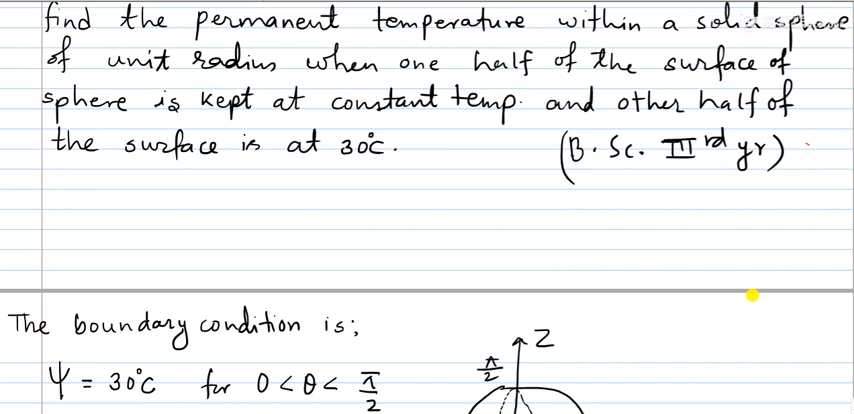 find the permanent temperature within a solid sphere
of unit radius when one half of the surface of
sphere is kept at constant temp. and other half of
the surface is at 30°C.
(B. Sc. IIIrd yr)
The boundary condition is;
Z
π/2
Ψ = 30°C for 0 < θ < π/2